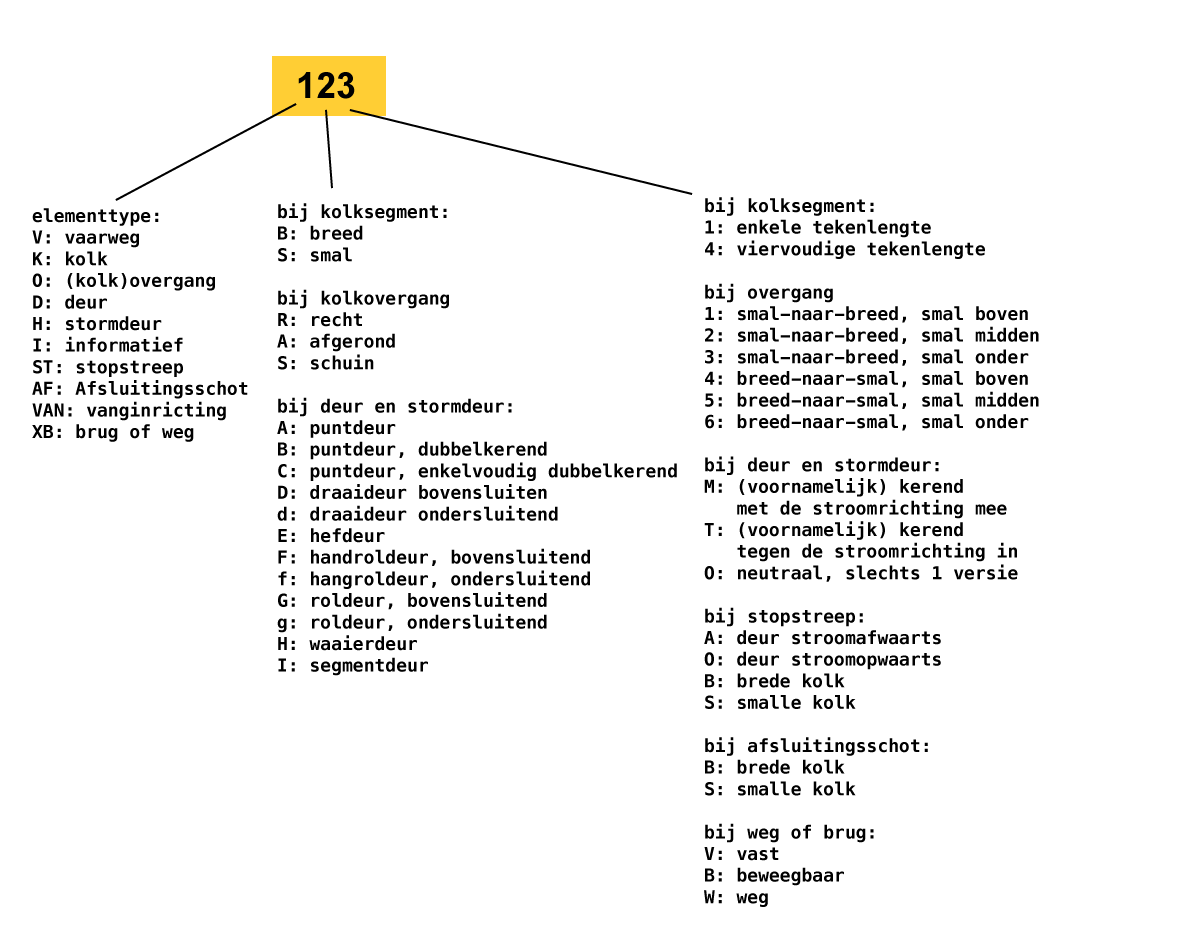 123
elementtype:
V: vaarweg
K: kolk
O: (kolk)overgang
D: deur
H: stormdeur
I: informatief
ST: stopstreep
AF: Afsluitingsschot
VAN: vanginricting
XB: brug of weg
bij kolksegment:
B: breed
S: smal
bij kolkovergang
R: recht
A: afgerond
S: schuin
bij deur en stormdeur:
A: puntdeur
B: puntdeur, dubbelkerend
C: puntdeur, enkelvoudig dubbelkerend
D: draaideur bovensluiten
d: draaideur ondersluitend
E: hefdeur
F: handroldeur, bovensluitend
f: hangroldeur, ondersluitend
G: roldeur, bovensluitend
g: roldeur, ondersluitend
H: waaierdeur
I: segmentdeur
bij kolksegment:
1: enkele tekenlengte
4: viervoudige tekenlengte
bij overgang
1: smal-naar-breed, smal boven
2: smal-naar-breed, smal midden
3: smal-naar-breed, smal onder
4: breed-naar-smal, smal boven
5: breed-naar-smal, smal midden
6: breed-naar-smal, smal onder
bij deur en stormdeur:
M: (voornamelijk) kerend
met de stroomrichting mee
T: (voornamelijk) kerend
tegen de stroomrichting in
O: neutraal, slechts 1 versie
bij stopstreep:
A: deur stroomafwaarts
O: deur stroomopwaarts
B: brede kolk
S: smalle kolk
bij afsluitingsschot:
B: brede kolk
S: smalle kolk
bij weg of brug:
V: vast
B: beweegbaar
W: weg